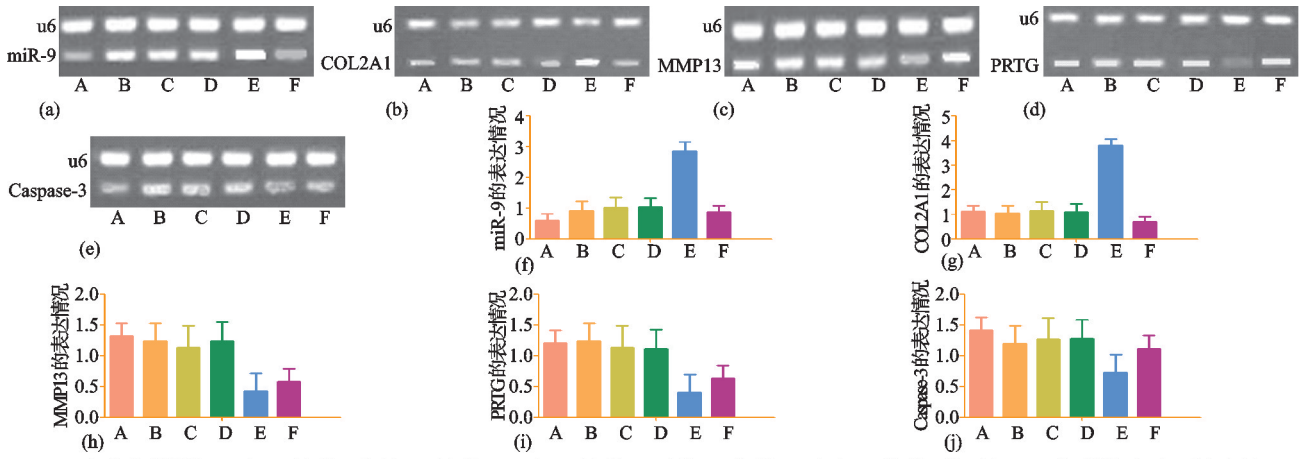 u6
miR-9
A B C D E F
(a)
u6
COL2A1
A B C D E F
(b)
u6
MMP13
A B C D E F
(c)
u6
PRTG
A B C D E F
(d)
u6
Caspase-3
A B C D E F
(e)
miR-9的表达情况
4
3
2
1
0
A B C D E F
(f)
COL2A1的表达情况
5
4
3
2
1
0
A B C D E F
(g)
MMP13的表达情况
2.0
1.5
1.0
0.5
0.0
A B C D E F
(h)
PRTG的表达情况
2.0
1.5
1.0
0.5
0.0
A B C D E F
(i)
Caspase-3的表达情况
2.0
1.5
1.0
0.5
0.0
A B C D E F
(j)